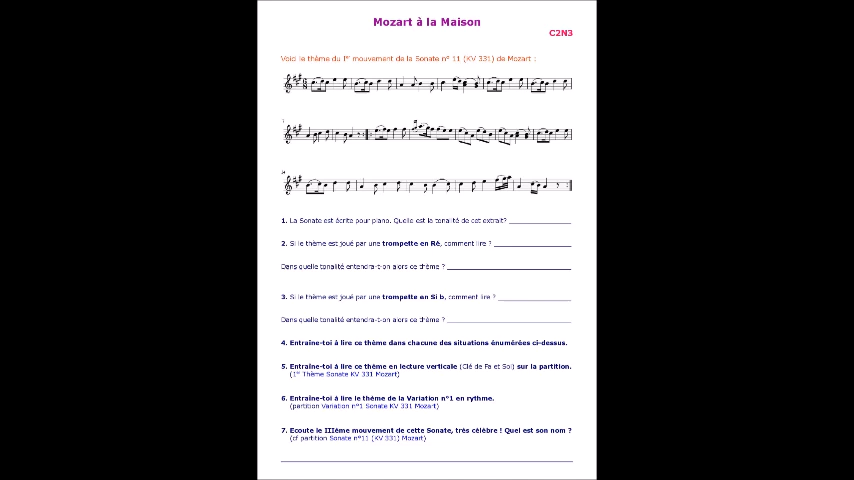 Mozart à la Maison
C2N3
Voici le thème du Ier mouvement de la Sonate n° 11 (KV 331) de Mozart :
7
14
1. La Sonate est écrite pour piano. Quelle est la tonalité de cet extrait?
2. Si le thème est joué par une trompette en Ré, comment lire ?
Dans quelle tonalité entendra-t-on alors ce thème ?
3. Si le thème est joué par une trompette en Si b, comment lire ?
Dans quelle tonalité entendra-t-on alors ce thème ?
4. Entraîne-toi à lire ce thème dans chacune des situations énumérées ci-dessus.
5. Entraîne-toi à lire ce thème en lecture verticale (Clé de Fa et Sol) sur la partition.
(1er Thème Sonate KV 331 Mozart)
6. Entraîne-toi à lire le thème de la Variation n°1 en rythme.
(partition Variation n°1 Sonate KV 331 Mozart)
7. Ecoute le IIIème mouvement de cette Sonate, très célèbre ! Quel est son nom ?
(cf partition Sonate n°11 (KV 331) Mozart)